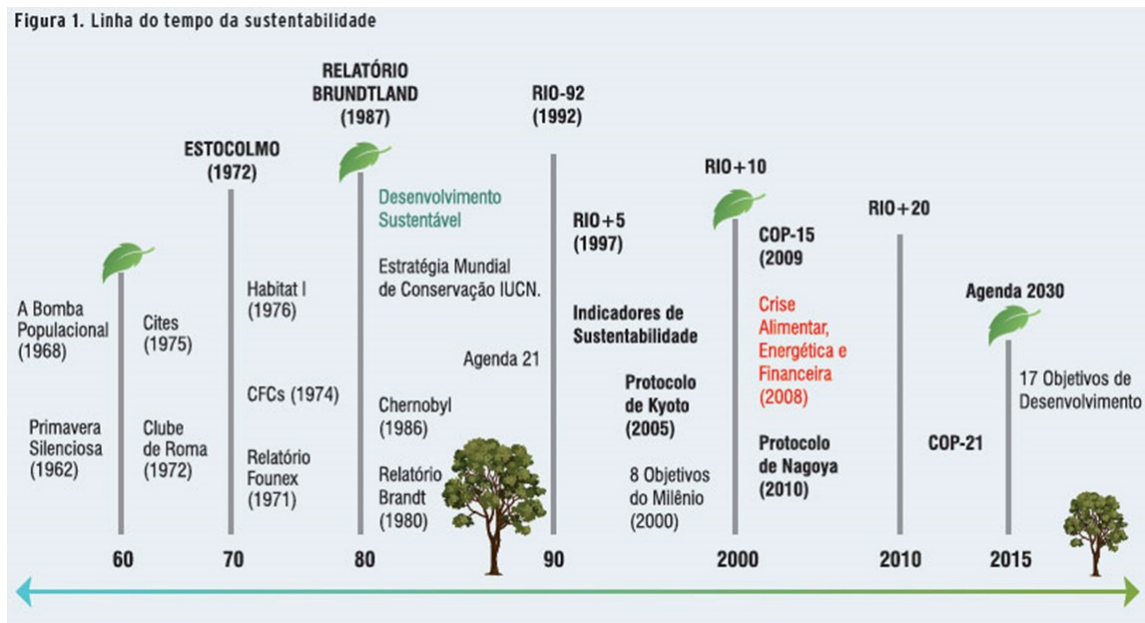 Figura 1. Linha do tempo da sustentabilidade
A Bomba
Populacional
(1968)
Primavera
Silenciosa
(1962)
Cites
(1975)
Clube
de Roma
(1972)
ESTOCOLMO
(1972)
Habitat I
(1976)
CFCs (1974)
Relatório
Founex
(1971)
RELATÓRIO
BRUNDTLAND
(1987)
Desenvolvimento
Sustentável
Estratégia Mundial
de Conservação IUCN.
Agenda 21
Chernobyl
(1986)
Relatório
Brandt
(1980)
RIO-92
(1992)
RIO+5
(1997)
Indicadores de
Sustentabilidade
Protocolo
de Kyoto
(2005)
8 Objetivos
do Milênio
(2000)
RIO+10
COP-15
(2009
Crise
Alimentar,
Energética e
Financeira
(2008)
Protocolo
de Nagoya
(2010)
RIO+20
COP-21
Agenda 2030
17 Objetivos de
Desenvolvimento
60 70 80 90 2000 2010 2015